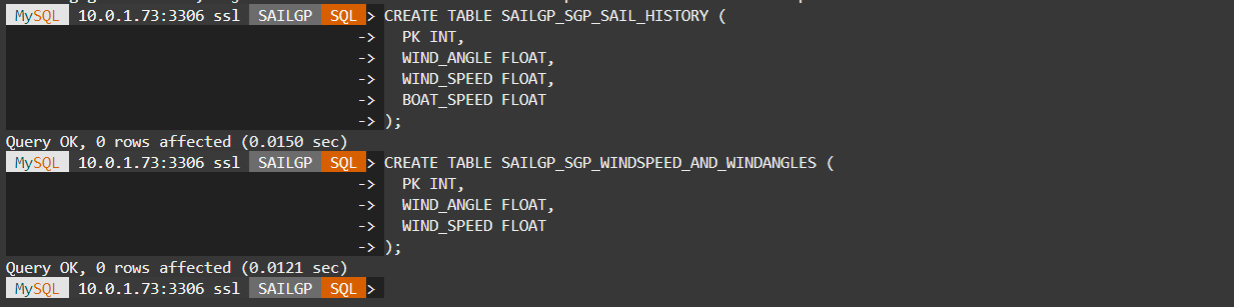 MySQL 10.0.1.73:3306 ssl SAILGP SQL > CREATE TABLE SAILGP_SGP_SAIL_HISTORY (
-> PK INT,
-> WIND_ANGLE FLOAT,
-> WIND_SPEED FLOAT,
-> BOAT_SPEED FLOAT
-> );
Query OK, 0 rows affected (0.0150 sec)
MySQL 10.0.1.73:3306 ssl SAILGP SQL > CREATE TABLE SAILGP_SGP_WINDSPEED_AND_WINDANGLES (
-> PK INT,
-> WIND_ANGLE FLOAT,
-> WIND_SPEED FLOAT
-> );
Query OK, 0 rows affected (0.0121 sec)
MySQL 10.0.1.73:3306 ssl SAILGP SQL >